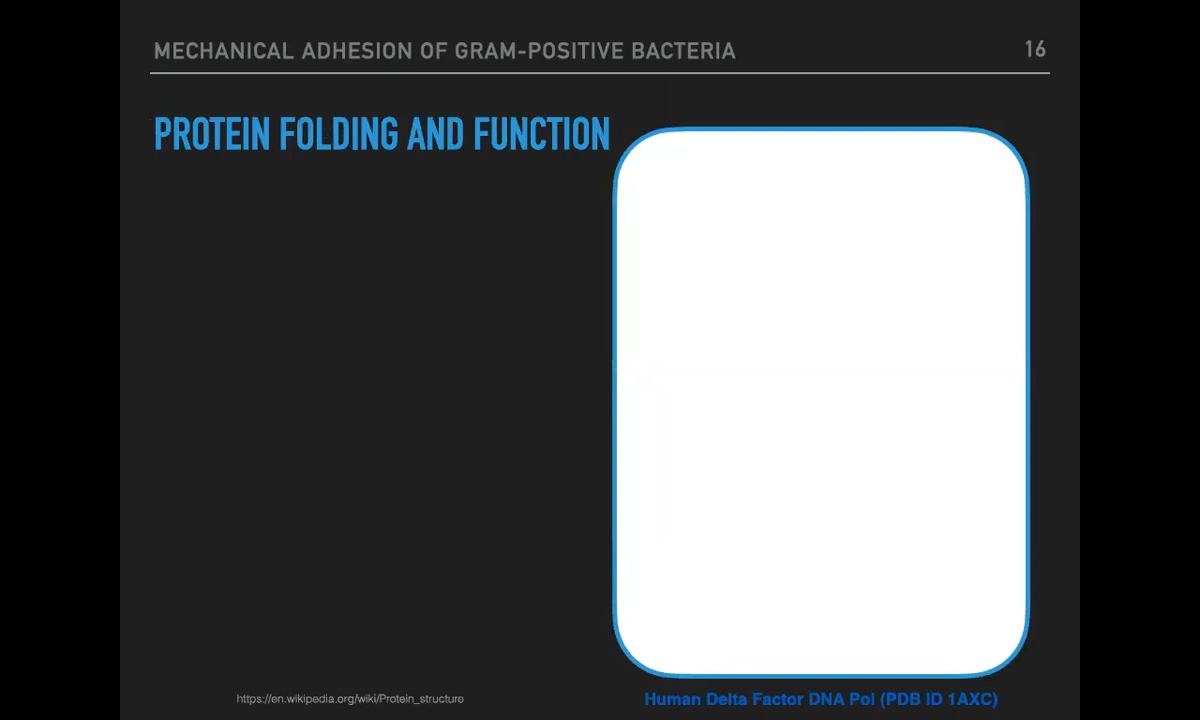 MECHANICAL ADHESION OF GRAM-POSITIVE BACTERIA
16
PROTEIN FOLDING AND FUNCTION
https://en.wikipedia.org/wiki/Protein_structure
Human Delta Factor DNA Pol (PDB ID 1AXC)